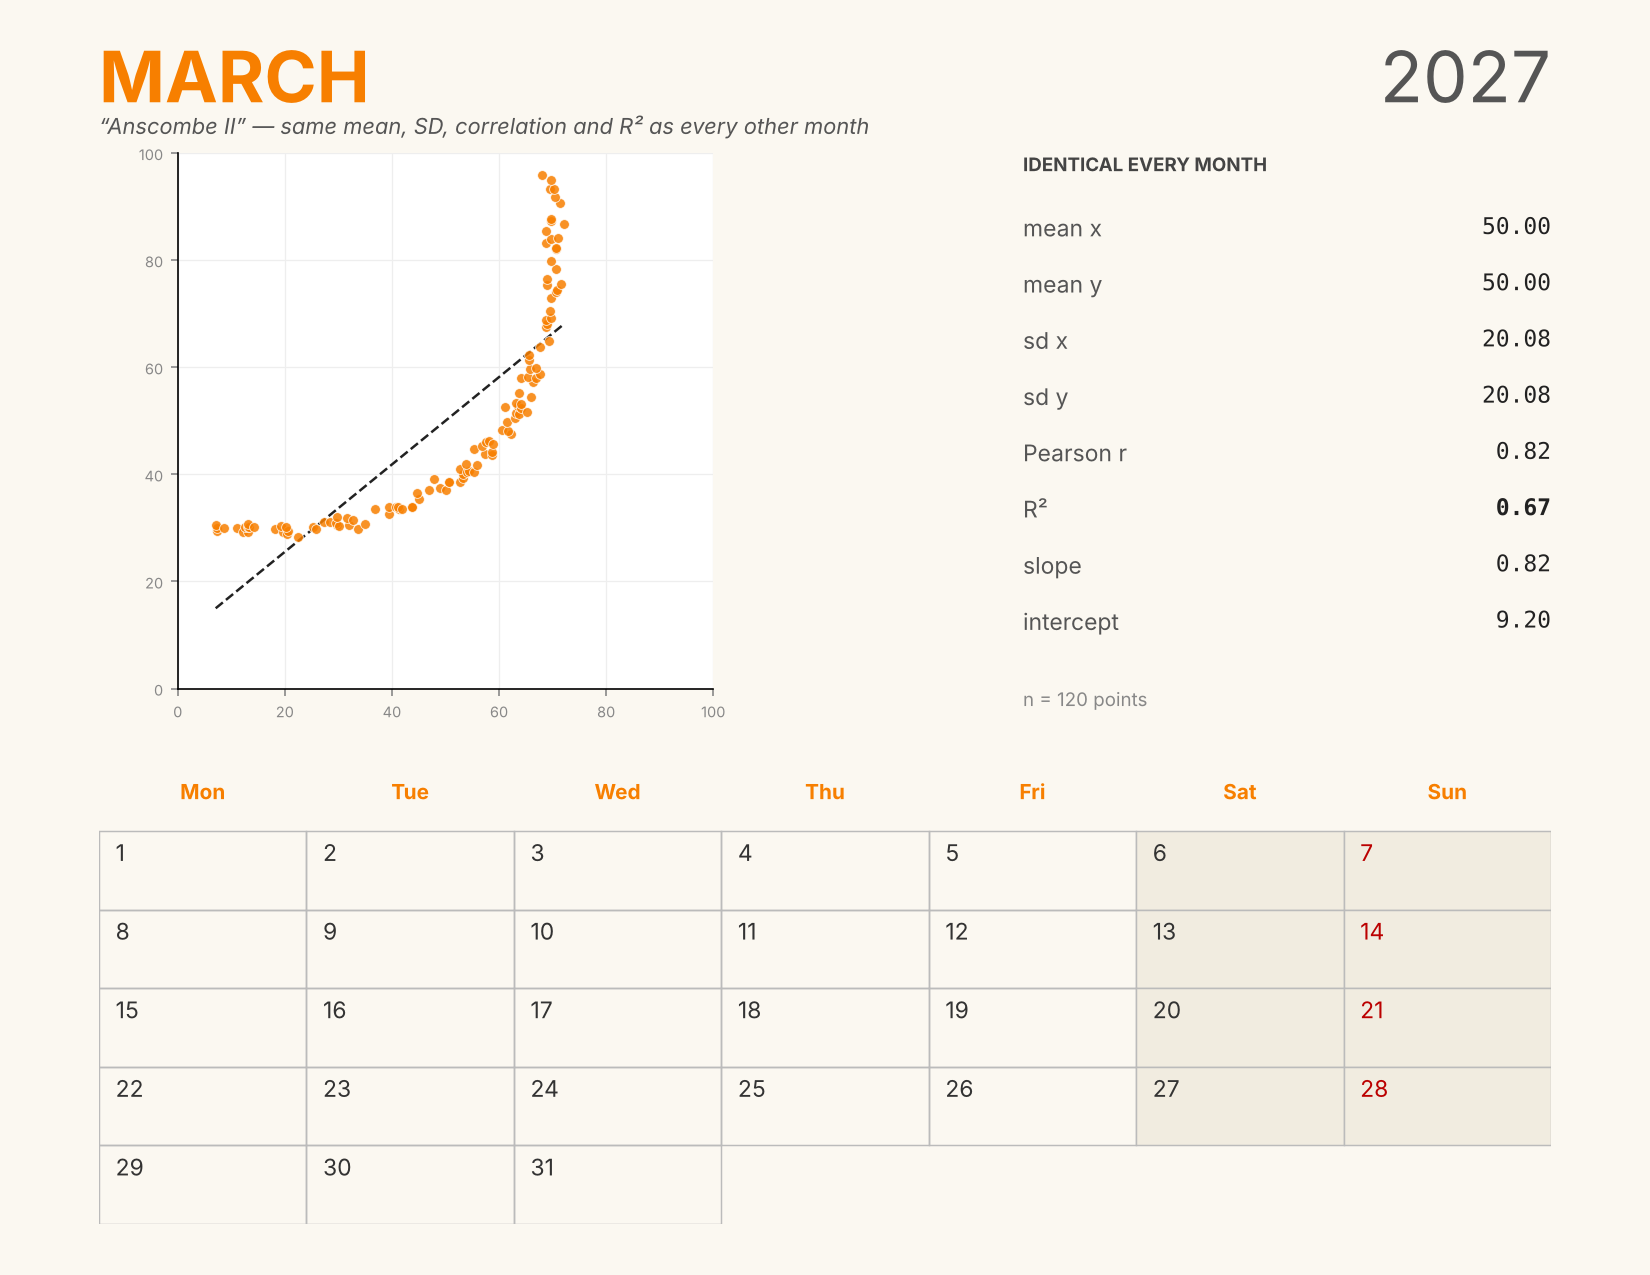 MARCH 2027
“Anscombe II” — same mean, SD, correlation and R² as every other month
100
80
60
40
20
0
0 20 40 60 80 100
IDENTICAL EVERY MONTH
mean x 50.00
mean y 50.00
sd x 20.08
sd y 20.08
Pearson r 0.82
R² 0.67
slope 0.82
intercept 9.20
n = 120 points
Mon Tue Wed Thu Fri Sat Sun
1 2 3 4 5 6 7
8 9 10 11 12 13 14
15 16 17 18 19 20 21
22 23 24 25 26 27 28
29 30 31